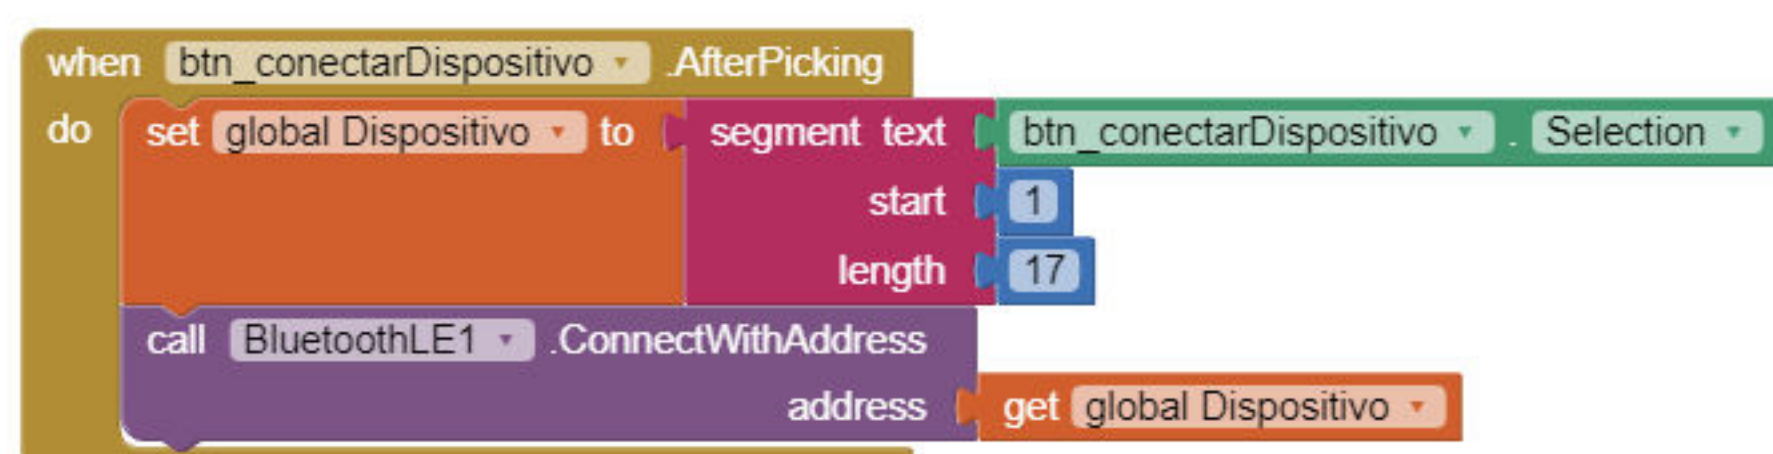 when btn_conectarDispositivo .AfterPicking
do set global Dispositivo to segment text btn_conectarDispositivo . Selection
start 1
length 17
call BluetoothLE1 .ConnectWithAddress
address get global Dispositivo